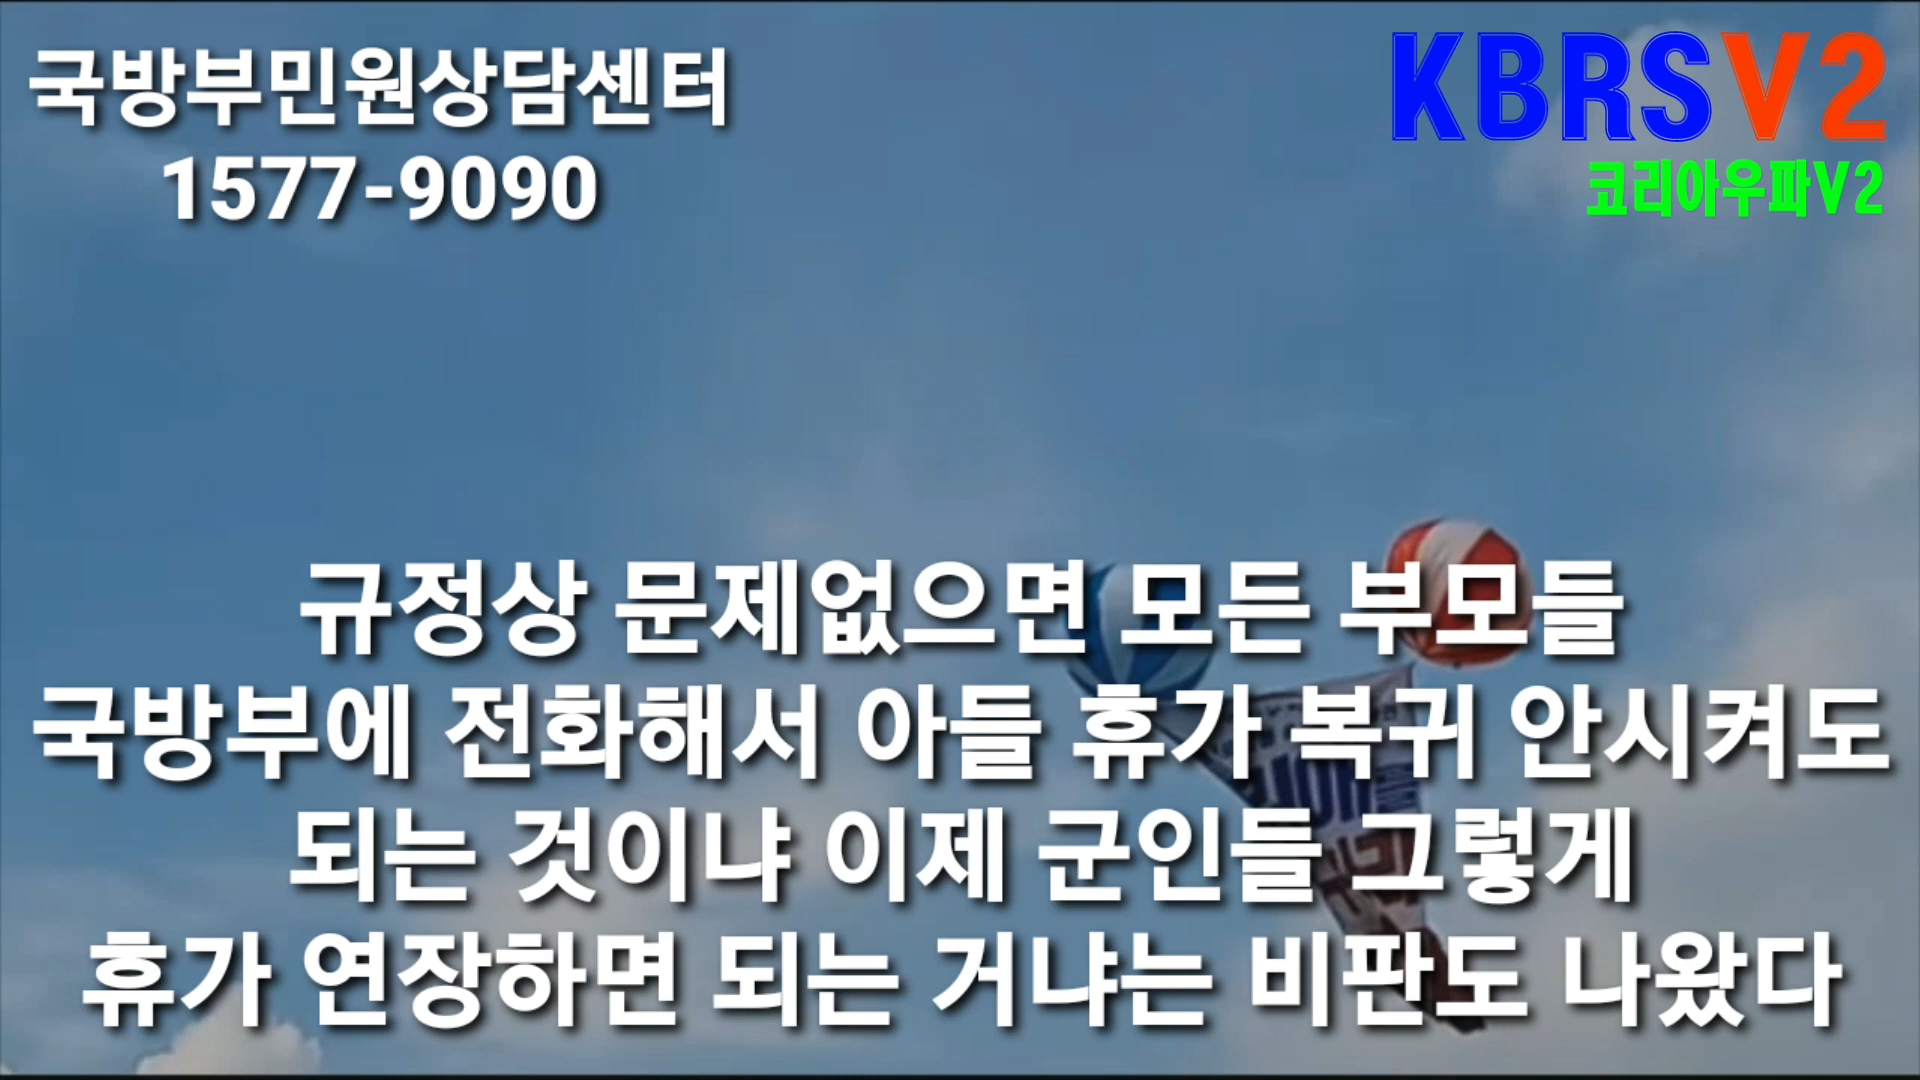 국방부민원상담센터
1577-9090
KBRSV2
코리아우파V2
규정상 문제없으면 모든 부모들
국방부에 전화해서 아들 휴가 복귀 안시켜도
되는 것이냐 이제 군인들 그렇게
휴가 연장하면 되는 거냐는 비판도 나왔다